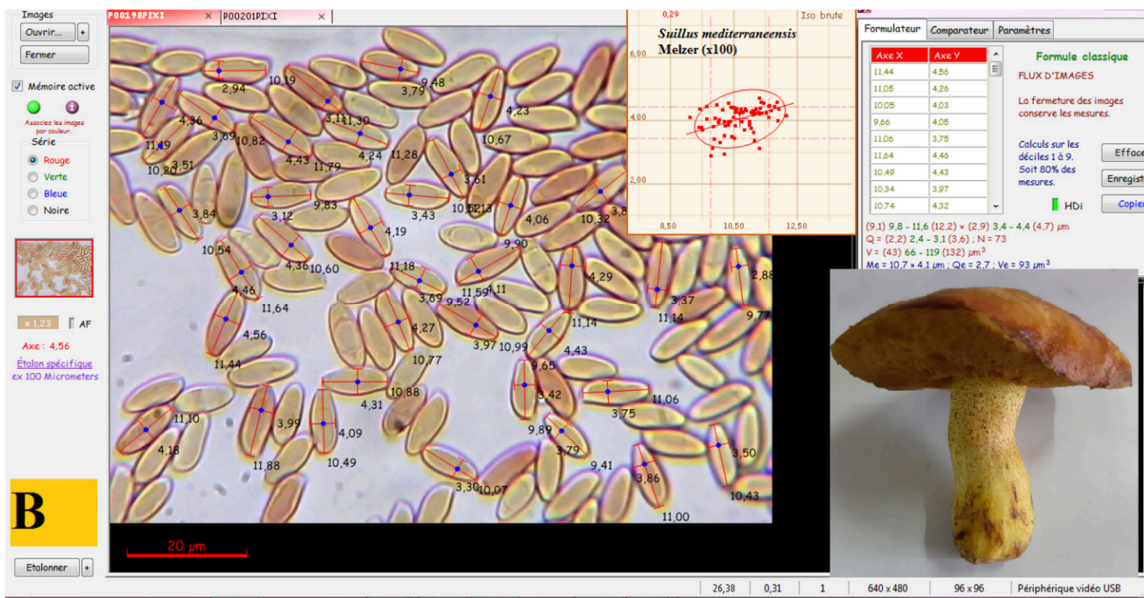 Images
Ouvrir... +
Fermer
Mémoire active
Associez les images
par couleur.
Série
Rouge
Verte
Bleue
Noire
x 1,23 AF
Axe : 4,56
Étalon spécifique
ex 100 Micrometers
B
Etalonner +
P00198PIXI × P00201PIXI ×
2,94 10,19 3,79 9,48
4,23
4,36 3,69 3,11 11,30
10,82 4,43 4,24 10,67
11,19 3,51 11,79 11,28
10,20 3,61
3,84 3,12 9,83 3,43 4,06 10,32
4,19 4,32
10,54 4,36 10,60 9,90
4,46 11,18 3,69 11,59 4,11 4,29 3,37 2,88
11,64 9,52
4,56 4,27 3,97 10,99 11,14 11,14 9,77
11,44 10,77 4,43
9,65
4,31 10,88 3,42 3,75 11,06
11,10
4,18 3,99 4,09 9,89 3,79
11,88 10,49 3,30 10,07 9,41 3,86 3,50
10,43
11,00
20 µm
0,29 Iso brute
Suillus mediterraneensis
Melzer (x100)
6,00
4,00
2,00
8,50 10,50 12,50
Formulateur Comparateur Paramètres
Axe X Axe Y
11,44 4,56
11,05 4,26
10,05 4,03
9,66 4,05
11,06 3,75
11,64 4,46
10,49 4,43
10,34 3,97
10,74 4,32
Formule classique
FLUX D'IMAGES
La fermeture des images
conserve les mesures.
Calculs sur les
déciles 1 à 9.
Soit 80% des
mesures.
HDi
Efface
Enregist
Copie
(9,1) 9,8 - 11,6 (12,2) × (2,9) 3,4 - 4,4 (4,7) µm
Q = (2,2) 2,4 - 3,1 (3,6) ; N = 73
V = (43) 66 - 119 (132) µm³
Me = 10,7 × 4,1 µm ; Qe = 2,7 ; Ve = 93 µm³
26,38 0,31 1 640 x 480 96 x 96 Périphérique vidéo USB